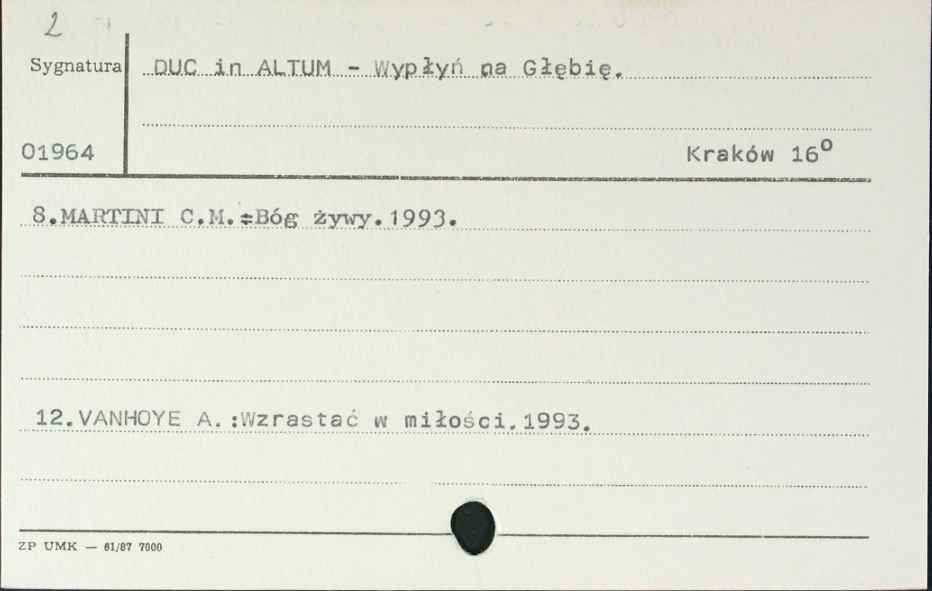 2
Sygnatura DUC in ALTUM - Wypłyń na Głębię.
01964 Kraków 16°
8.MARTINI C.M.:Bóg żywy.1993.
12.VANHOYE A.:Wzrastać w miłości.1993.
ZP UMK — 61/87 7000